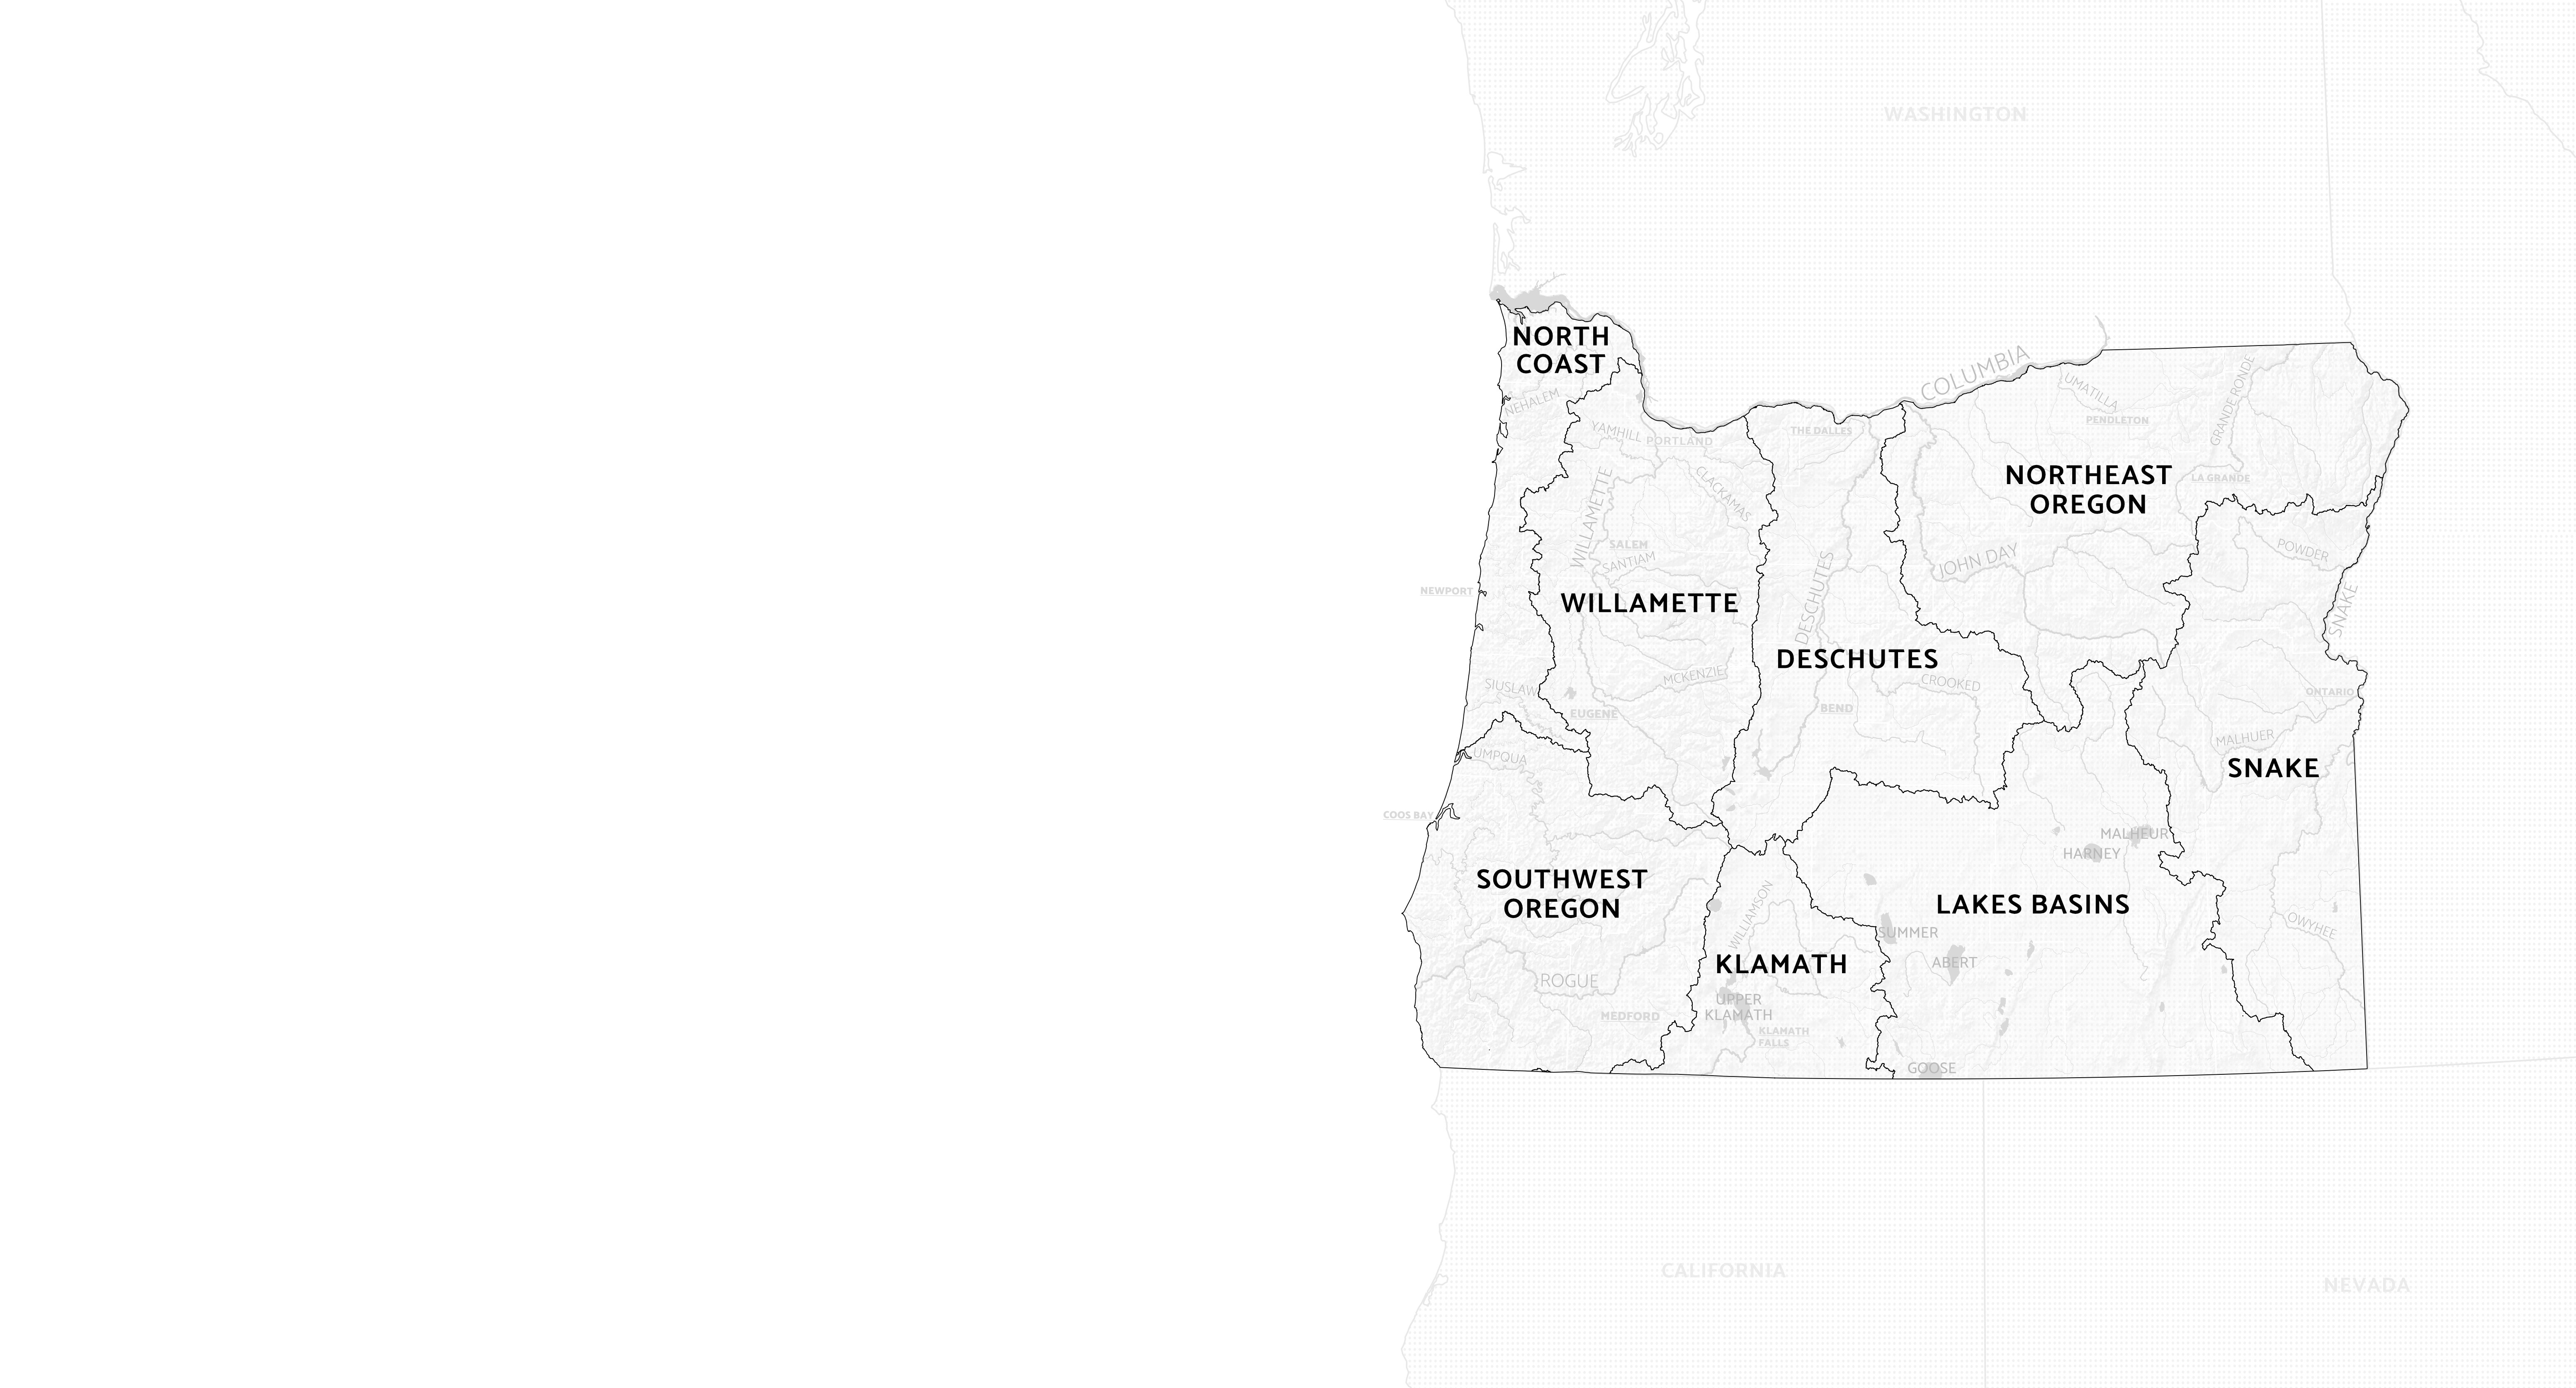 WASHINGTON
NORTH
COAST
COLUMBIA
NEHALEM
UMATILLA
PENDLETON
GRANDE RONDE
YAMHILL
PORTLAND
THE DALLES
CLACKAMAS
WILLAMETTE
NORTHEAST
OREGON
LA GRANDE
SALEM
SANTIAM
JOHN DAY
POWDER
NEWPORT
WILLAMETTE
DESCHUTES
SNAKE
DESCHUTES
MCKENZIE
CROOKED
SIUSLAW
EUGENE
BEND
ONTARIO
MALHUER
UMPQUA
SNAKE
COOS BAY
MALHEUR
HARNEY
SOUTHWEST
OREGON
WILLIAMSON
LAKES BASINS
OWYHEE
SUMMER
KLAMATH
ABERT
ROGUE
UPPER
KLAMATH
MEDFORD
KLAMATH
FALLS
GOOSE
CALIFORNIA
NEVADA